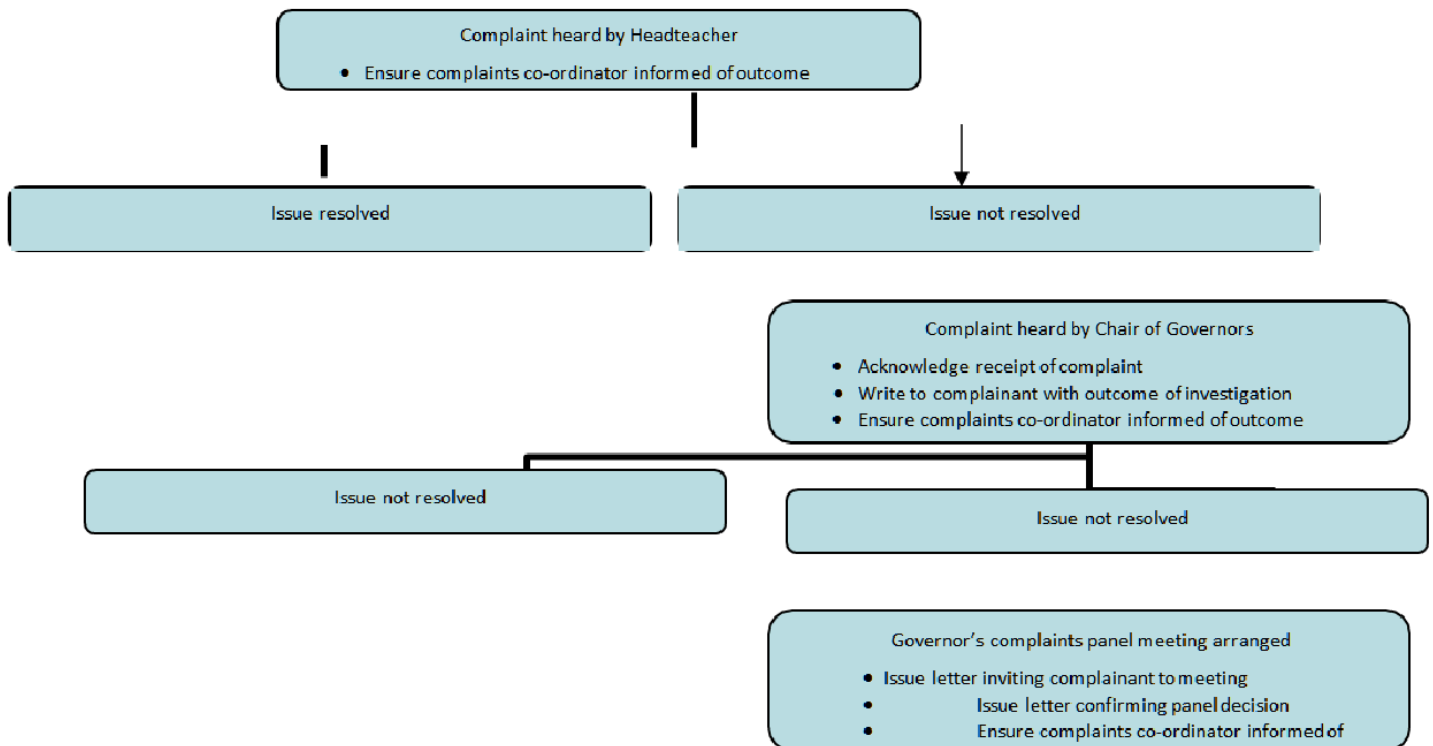 Complaint heard by Headteacher
• Ensure complaints co-ordinator informed of outcome
Issue resolved
Issue not resolved
Complaint heard by Chair of Governors
• Acknowledge receipt of complaint
• Write to complainant with outcome of investigation
• Ensure complaints co-ordinator informed of outcome
Issue not resolved
Issue not resolved
Governor’s complaints panel meeting arranged
• Issue letter inviting complainant to meeting
• Issue letter confirming panel decision
• Ensure complaints co-ordinator informed of